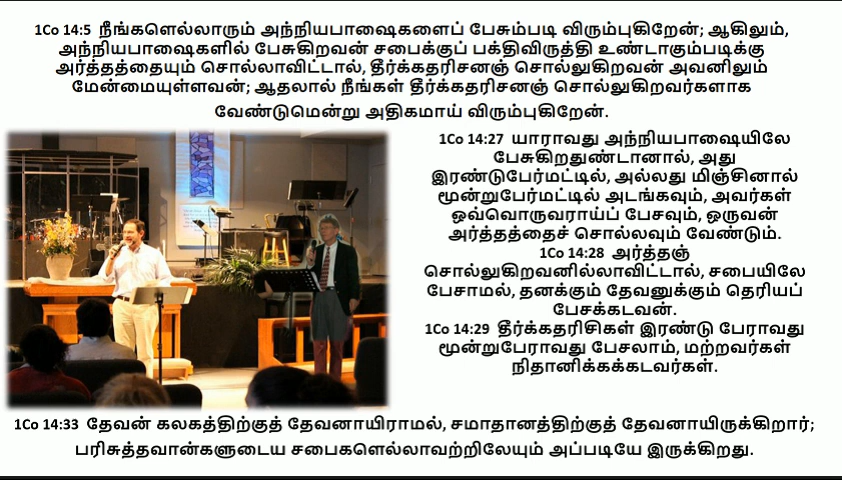 1Co 14:5 நீங்களெல்லாரும் அந்நியபாஷைகளைப் பேசும்படி விரும்புகிறேன்; ஆகிலும்,
அந்நியபாஷைகளில் பேசுகிறவன் சபைக்குப் பக்திவிருத்தி உண்டாகும்படிக்கு
அர்த்தத்தையும் சொல்லாவிட்டால், தீர்க்கதரிசனஞ் சொல்லுகிறவன் அவனிலும்
மேன்மையுள்ளவன்; ஆதலால் நீங்கள் தீர்க்கதரிசனஞ் சொல்லுகிறவர்களாக
வேண்டுமென்று அதிகமாய் விரும்புகிறேன்.
1Co 14:27 யாராவது அந்நியபாஷையிலே
பேசுகிறதுண்டானால், அது
இரண்டுபேர்மட்டில், அல்லது மிஞ்சினால்
மூன்றுபேர்மட்டில் அடங்கவும், அவர்கள்
ஒவ்வொருவராய்ப் பேசவும், ஒருவன்
அர்த்தத்தைச் சொல்லவும் வேண்டும்.
1Co 14:28 அர்த்தஞ்
சொல்லுகிறவனில்லாவிட்டால், சபையிலே
பேசாமல், தனக்கும் தேவனுக்கும் தெரியப்
பேசக்கடவன்.
1Co 14:29 தீர்க்கதரிசிகள் இரண்டு பேராவது
மூன்றுபேராவது பேசலாம், மற்றவர்கள்
நிதானிக்கக்கடவர்கள்.
1Co 14:33 தேவன் கலகத்திற்குத் தேவனாயிராமல், சமாதானத்திற்குத் தேவனாயிருக்கிறார்;
பரிசுத்தவான்களுடைய சபைகளெல்லாவற்றிலேயும் அப்படியே இருக்கிறது.